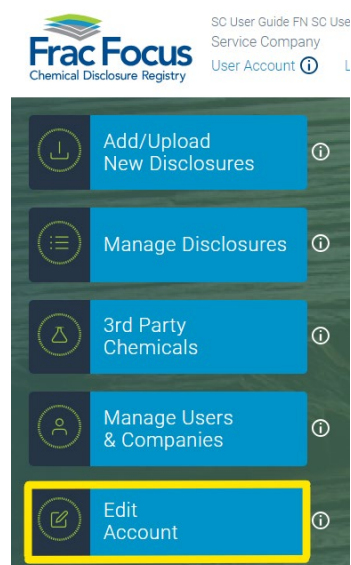 SC User Guide FN SC Use
Service Company
User Account
L
Frac Focus
Chemical Disclosure Registry
Add/Upload
New Disclosures
Manage Disclosures
3rd Party
Chemicals
Manage Users
& Companies
Edit
Account